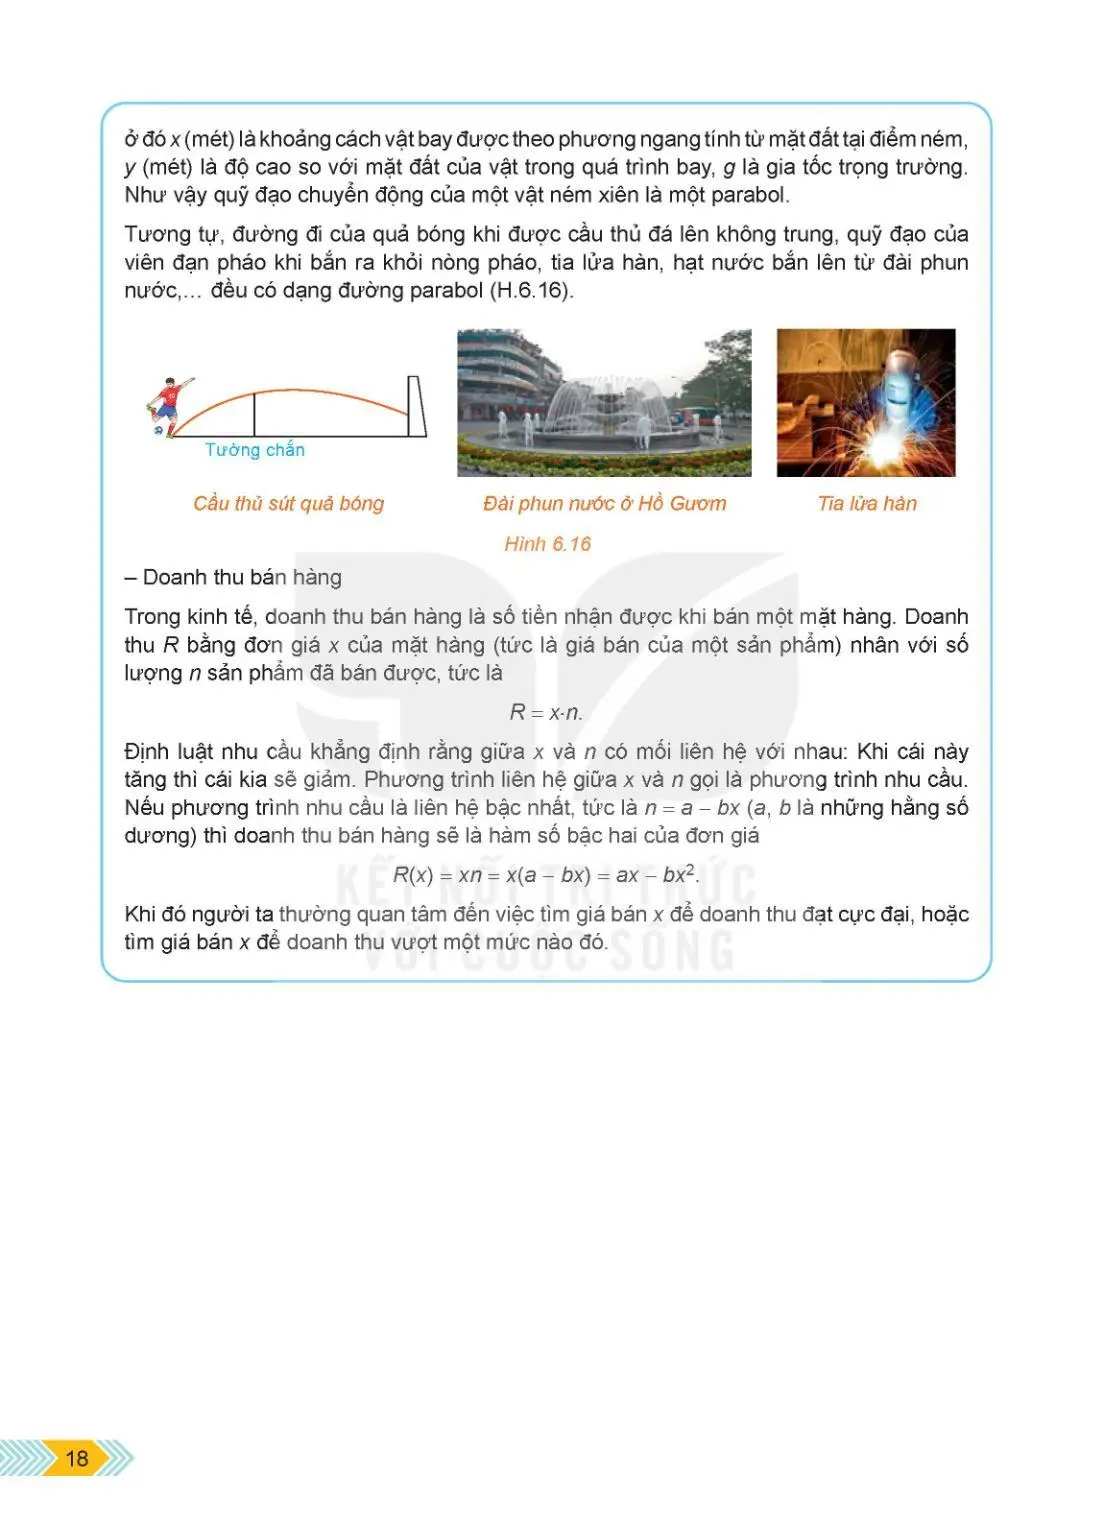 ở đó x (mét) là khoảng cách vật bay được theo phương ngang tính từ mặt đất tại điểm ném,
y (mét) là độ cao so với mặt đất của vật trong quá trình bay, g là gia tốc trọng trường.
Như vậy quỹ đạo chuyển động của một vật ném xiên là một parabol.
Tương tự, đường đi của quả bóng khi được cầu thủ đá lên không trung, quỹ đạo của
viên đạn pháo khi bắn ra khỏi nòng pháo, tia lửa hàn, hạt nước bắn lên từ đài phun
nước,... đều có dạng đường parabol (H.6.16).
10
Tường chắn
Cầu thủ sút quả bóng
Đài phun nước ở Hồ Gươm
Tia lửa hàn
Hình 6.16
– Doanh thu bán hàng
Trong kinh tế, doanh thu bán hàng là số tiền nhận được khi bán một mặt hàng. Doanh
thu R bằng đơn giá x của mặt hàng (tức là giá bán của một sản phẩm) nhân với số
lượng n sản phẩm đã bán được, tức là
R = x·n.
Định luật nhu cầu khẳng định rằng giữa x và n có mối liên hệ với nhau: Khi cái này
tăng thì cái kia sẽ giảm. Phương trình liên hệ giữa x và n gọi là phương trình nhu cầu.
Nếu phương trình nhu cầu là liên hệ bậc nhất, tức là n = a – bx (a, b là những hằng số
dương) thì doanh thu bán hàng sẽ là hàm số bậc hai của đơn giá
R(x) = xn = x(a – bx) = ax – bx².
KẾT NỐI TRI THỨC
Khi đó người ta thường quan tâm đến việc tìm giá bán x để doanh thu đạt cực đại, hoặc
tìm giá bán x để doanh thu vượt một mức nào đó.
VỚI CUỘC SỐNG
18